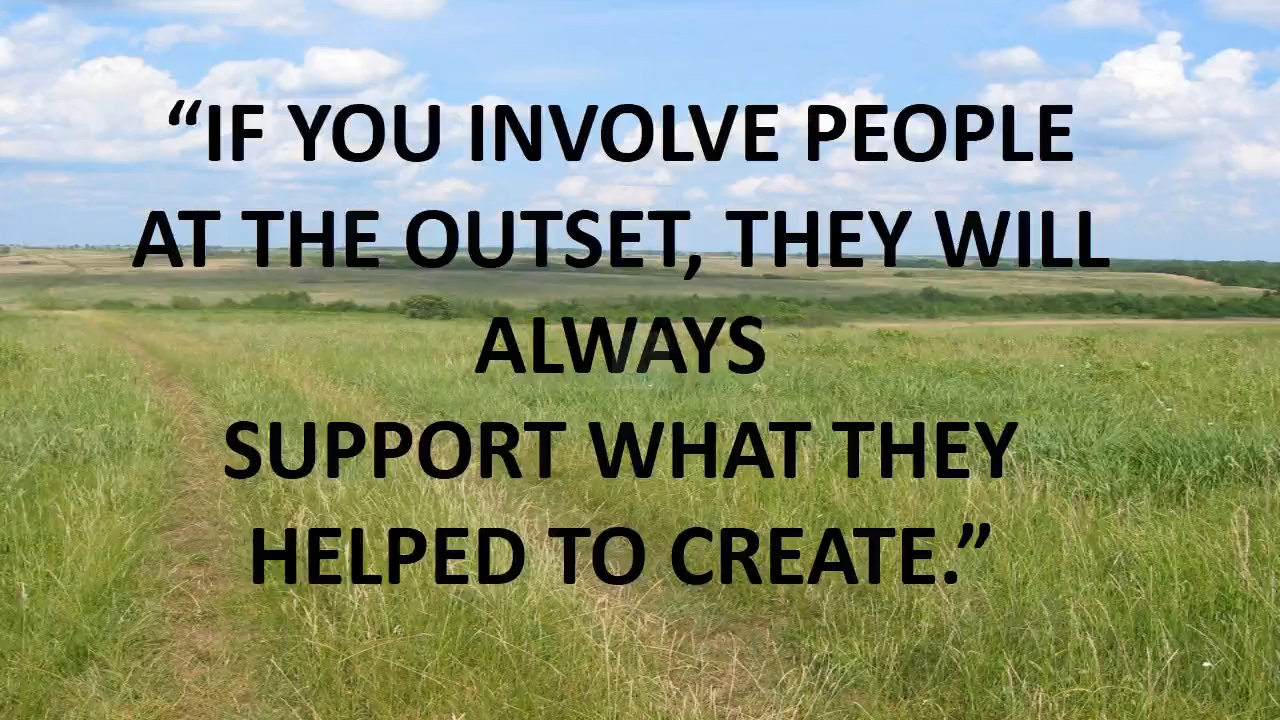 “IF YOU INVOLVE PEOPLE
AT THE OUTSET, THEY WILL
ALWAYS
SUPPORT WHAT THEY
HELPED TO CREATE.”